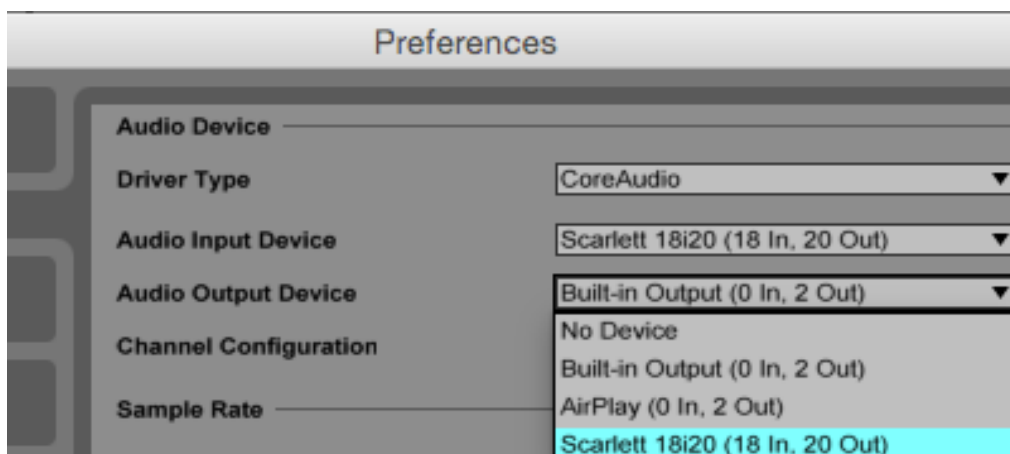 Preferences
Audio Device
Driver Type CoreAudio
Audio Input Device Scarlett 18i20 (18 In, 20 Out)
Audio Output Device Built-in Output (0 In, 2 Out)
No Device
Channel Configuration
Built-in Output (0 In, 2 Out)
AirPlay (0 In, 2 Out)
Sample Rate
Scarlett 18i20 (18 In, 20 Out)